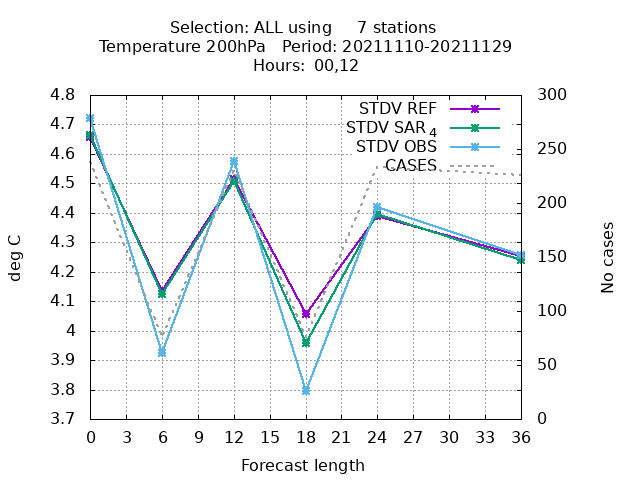 Selection: ALL using     7 stations
Temperature 200hPa   Period: 20211110-20211129
Hours:  00,12
4.8
4.7
4.6
4.5
4.4
4.3
4.2
4.1
4
3.9
3.8
3.7
deg C
STDV REF
STDV SAR4
STDV OBS
CASES
300
250
200
150
100
50
0
No cases
0 3 6 9 12 15 18 21 24 27 30 33 36
Forecast length